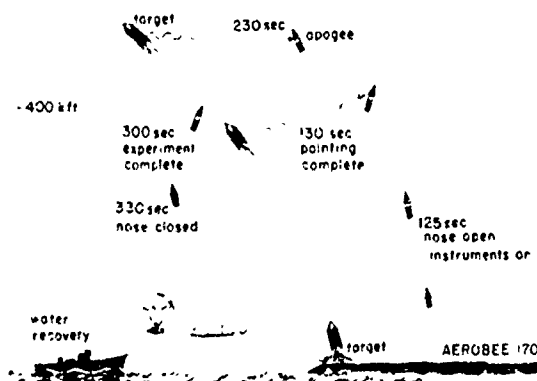 target
230 sec
apogee
~400 kft
300 sec
experiment
complete
130 sec
pointing
complete
330 sec
nose closed
125 sec
nose open
instruments on
water
recovery
target
AEROBEE 170